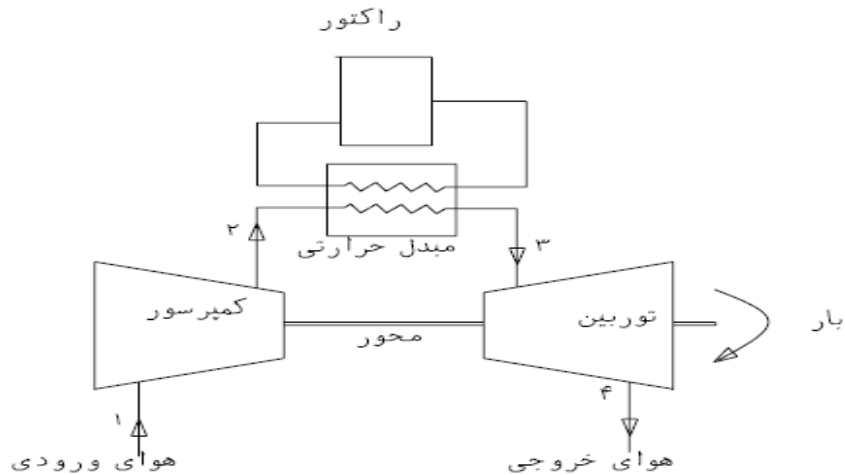 راکتور
۲
۳
مبدل حرارتی
کمپرسور
توربین
بار
محور
۱
۴
هوای ورودی
هوای خروجی